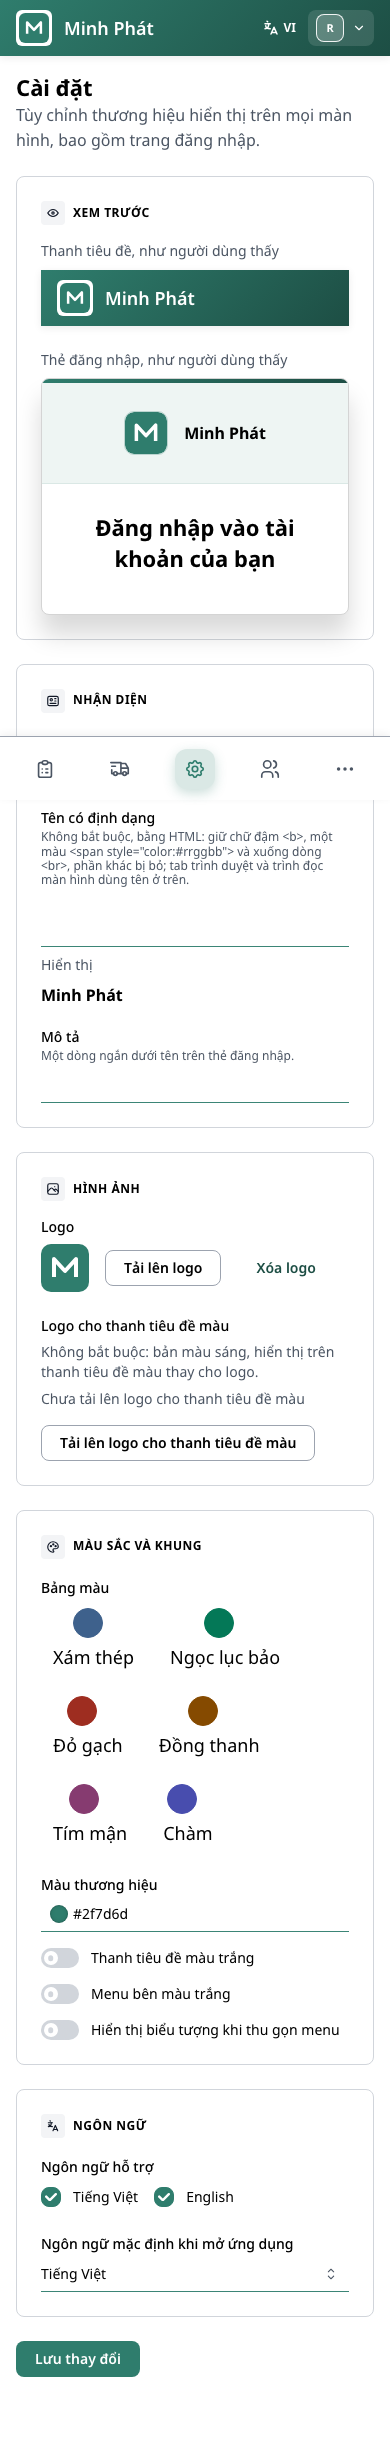 Minh Phát
VI
R
Cài đặt
Tùy chỉnh thương hiệu hiển thị trên mọi màn
hình, bao gồm trang đăng nhập.
XEM TRƯỚC
Thanh tiêu đề, như người dùng thấy
Minh Phát
Thẻ đăng nhập, như người dùng thấy
Minh Phát
Đăng nhập vào tài
khoản của bạn
NHẬN DIỆN
Tên có định dạng
Không bắt buộc, bằng HTML: giữ chữ đậm <b>, một
màu <span style="color:#rrggbb"> và xuống dòng
<br>, phần khác bị bỏ; tab trình duyệt và trình đọc
màn hình dùng tên ở trên.
Hiển thị
Minh Phát
Mô tả
Một dòng ngắn dưới tên trên thẻ đăng nhập.
HÌNH ẢNH
Logo
Tải lên logo
Xóa logo
Logo cho thanh tiêu đề màu
Không bắt buộc: bản màu sáng, hiển thị trên
thanh tiêu đề màu thay cho logo.
Chưa tải lên logo cho thanh tiêu đề màu
Tải lên logo cho thanh tiêu đề màu
MÀU SẮC VÀ KHUNG
Bảng màu
Xám thép
Ngọc lục bảo
Đỏ gạch
Đồng thanh
Tím mận
Chàm
Màu thương hiệu
#2f7d6d
Thanh tiêu đề màu trắng
Menu bên màu trắng
Hiển thị biểu tượng khi thu gọn menu
NGÔN NGỮ
Ngôn ngữ hỗ trợ
Tiếng Việt
English
Ngôn ngữ mặc định khi mở ứng dụng
Tiếng Việt
Lưu thay đổi